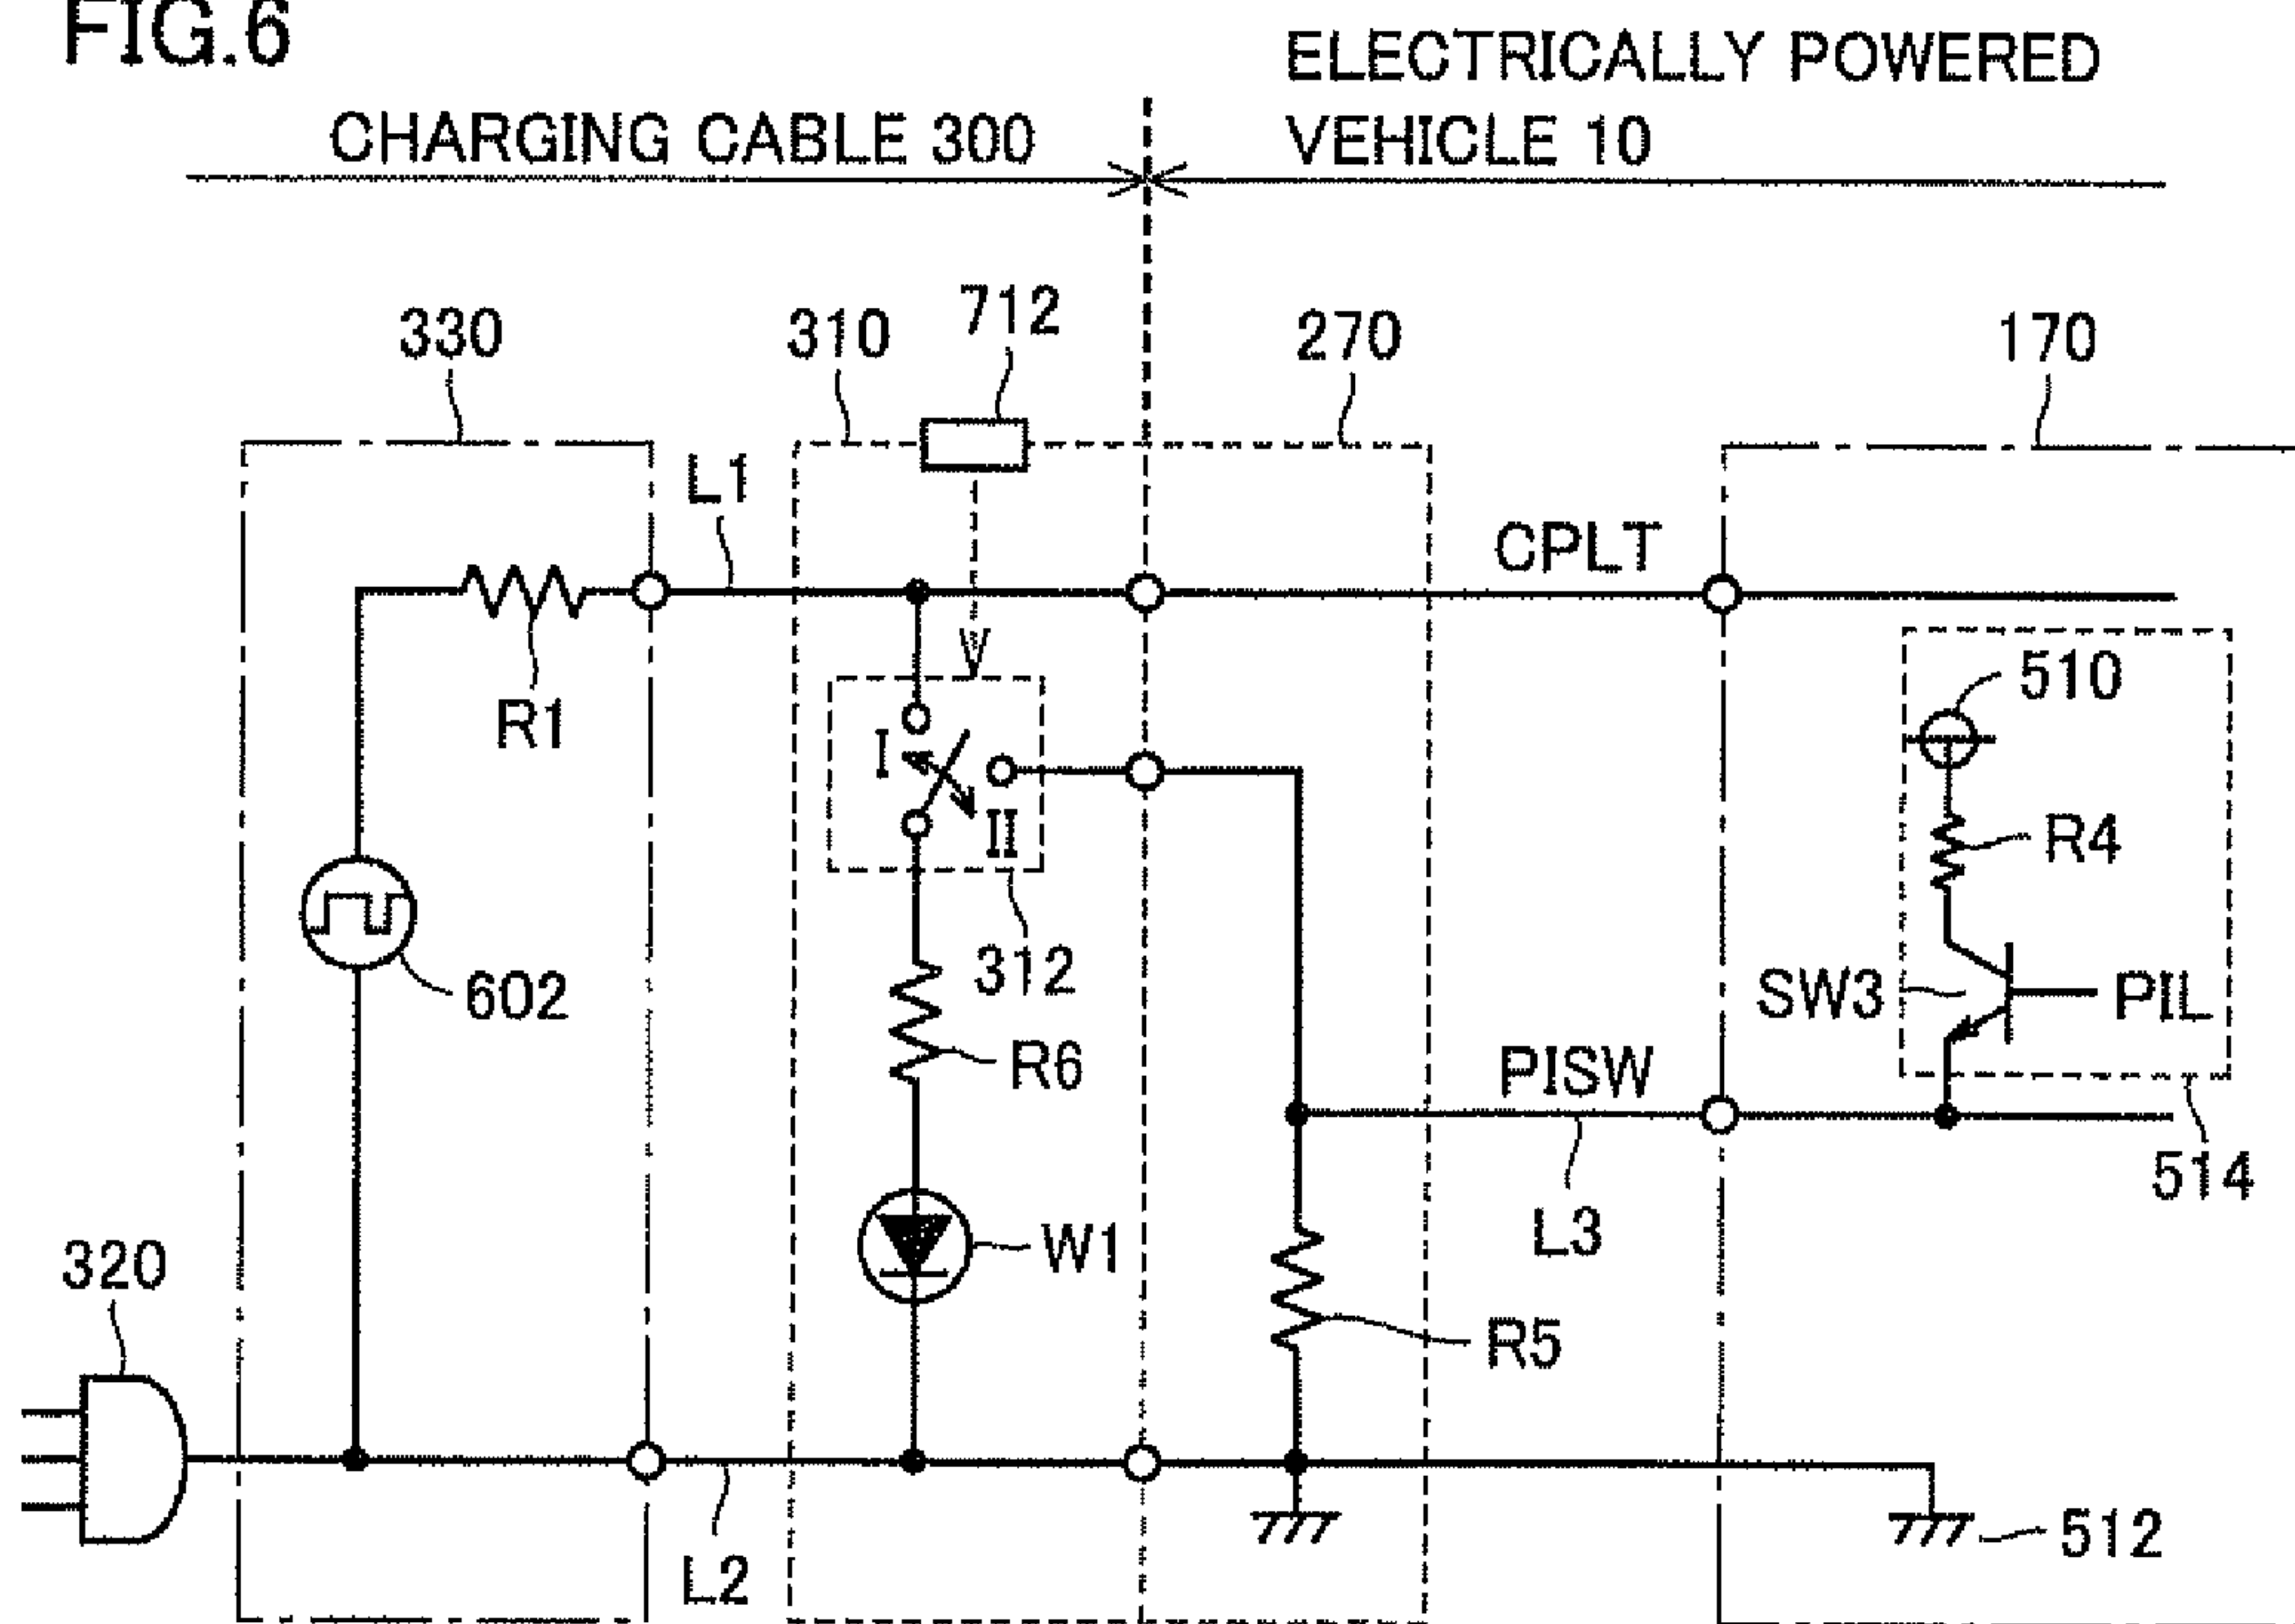 FIG.6
ELECTRICALLY POWERED
VEHICLE 10
CHARGING CABLE 300
330
310
712
270
170
L1
CPLT
R1
510
I
II
R4
312
602
SW3
PIL
R6
PISW
514
W1
L3
320
R5
L2
512